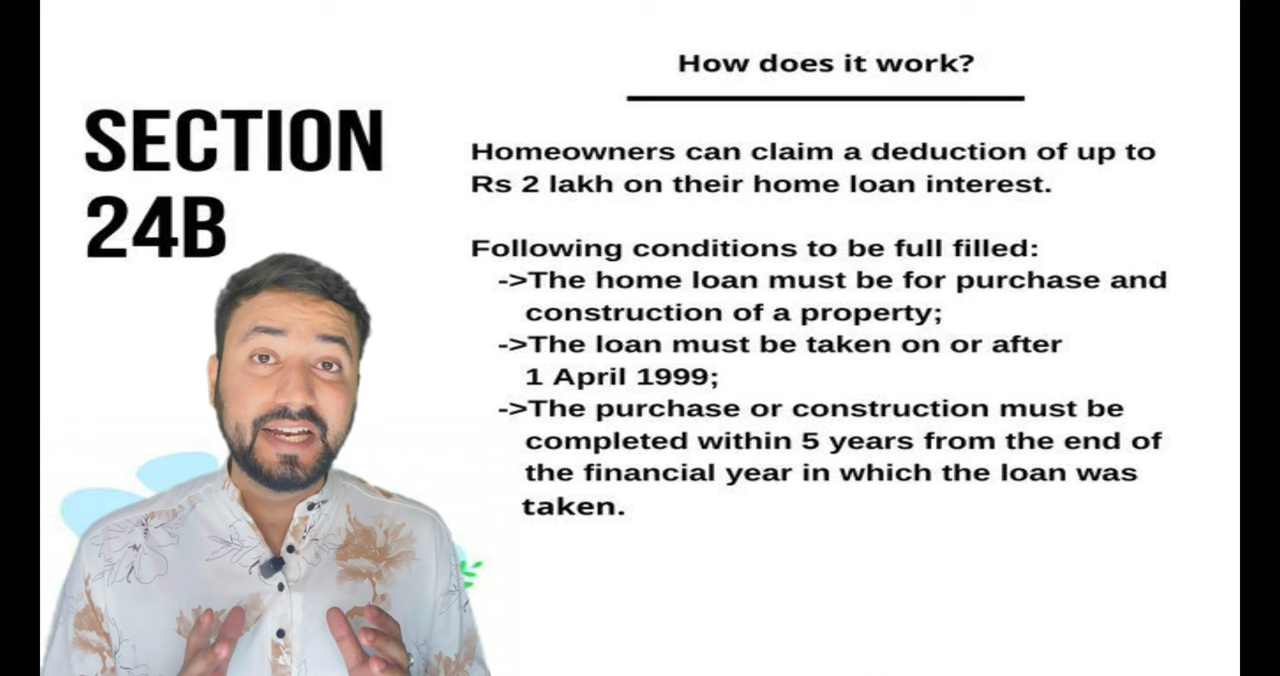 SECTION
24B
How does it work?
Homeowners can claim a deduction of up to
Rs 2 lakh on their home loan interest.
Following conditions to be full filled:
->The home loan must be for purchase and
construction of a property;
->The loan must be taken on or after
1 April 1999;
->The purchase or construction must be
completed within 5 years from the end of
the financial year in which the loan was
taken.